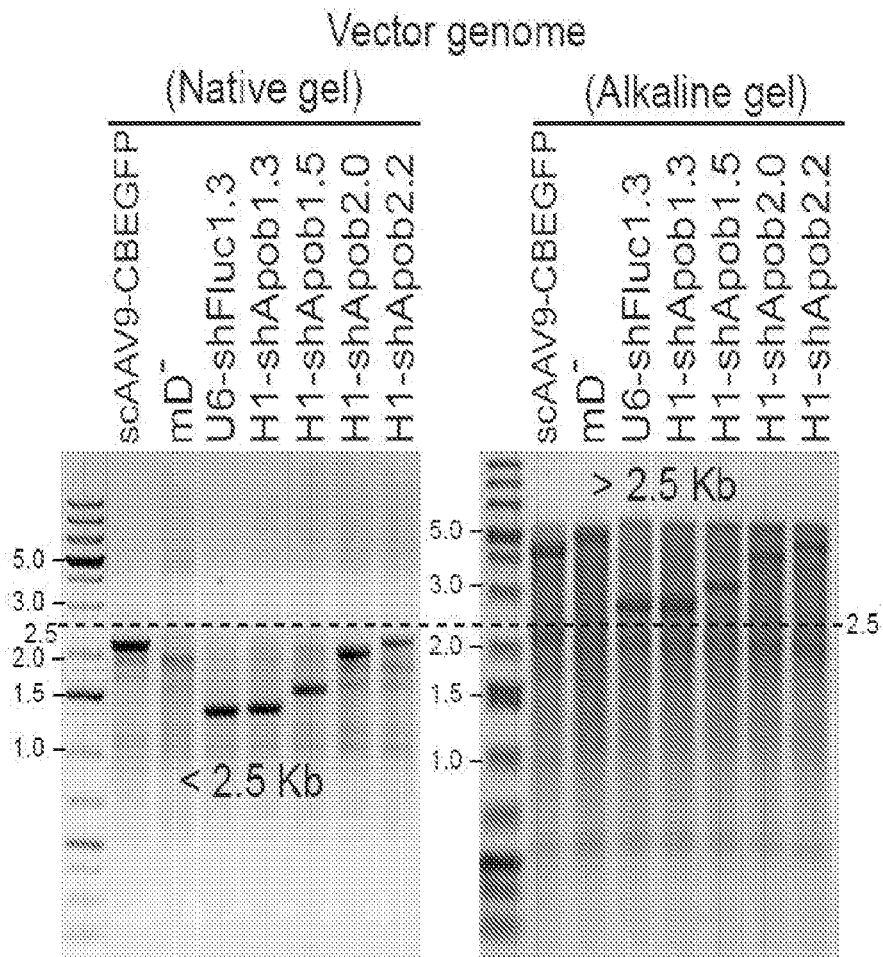 Vector genome
(Native gel)
(Alkaline gel)
scAAV9-CBEGFP
mD-
U6-shFluc1.3
H1-shApob1.3
H1-shApob1.5
H1-shApob2.0
H1-shApob2.2
scAAV9-CBEGFP
mD-
U6-shFluc1.3
H1-shApob1.3
H1-shApob1.5
H1-shApob2.0
H1-shApob2.2
5.0
3.0
2.5
2.0
1.5
1.0
< 2.5 Kb
> 2.5 Kb
5.0
3.0
2.0
1.5
1.0
2.5